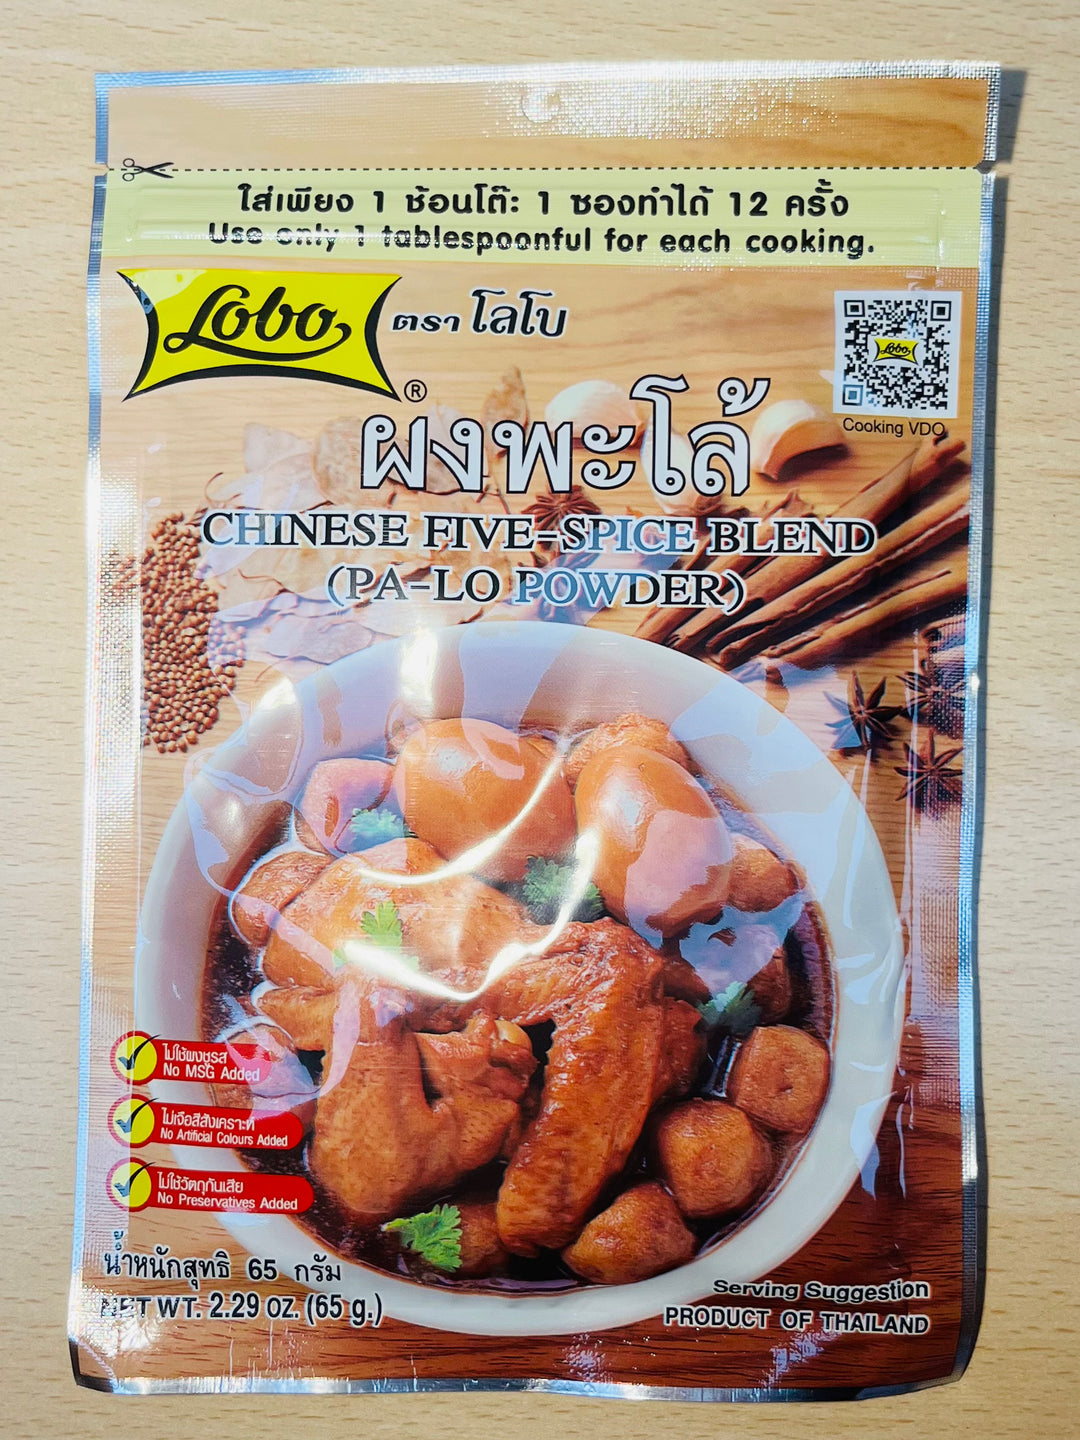 ใส่เพียง 1 ช้อนโต๊ะ 1 ซองทำได้ 12 ครั้ง
Use only 1 tablespoonful for each cooking.
Lobo
ตรา โลโบ
®
Lobo
Cooking VDO
ผงพะโล้
CHINESE FIVE-SPICE BLEND
(PA-LO POWDER)
ไม่ใช้ผงชูรส
No MSG Added
ไม่เจือสีสังเคราะห์
No Artificial Colours Added
ไม่ใช้วัตถุกันเสีย
No Preservatives Added
น้ำหนักสุทธิ 65 กรัม
NET WT. 2.29 OZ. (65 g.)
Serving Suggestion
PRODUCT OF THAILAND